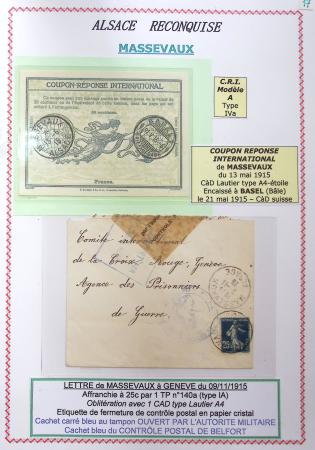 17
ALSACE RECONQUISE
MASSEVAUX
COUPON-RÉPONSE INTERNATIONAL
France.
C.R.I.
Modèle
A
Type
IVa
COUPON REPONSE
INTERNATIONAL
de MASSEVAUX
du 13 mai 1915
CàD Lautier type A4-étoile
Encaissé à BASEL (Bâle)
le 21 mai 1915 – CàD suisse
Comité international
de la Croix Rouge, Genève
Agence des Prisonniers
de Guerre
LETTRE de MASSEVAUX à GENEVE du 09/11/1915
Affranchie à 25c par 1 TP n°140a (type IA)
Oblitération avec 1 CAD type Lautier A4
Etiquette de fermeture de contrôle postal en papier cristal
Cachet carré bleu au tampon OUVERT PAR L'AUTORITE MILITAIRE
Cachet bleu du CONTRÔLE POSTAL DE BELFORT